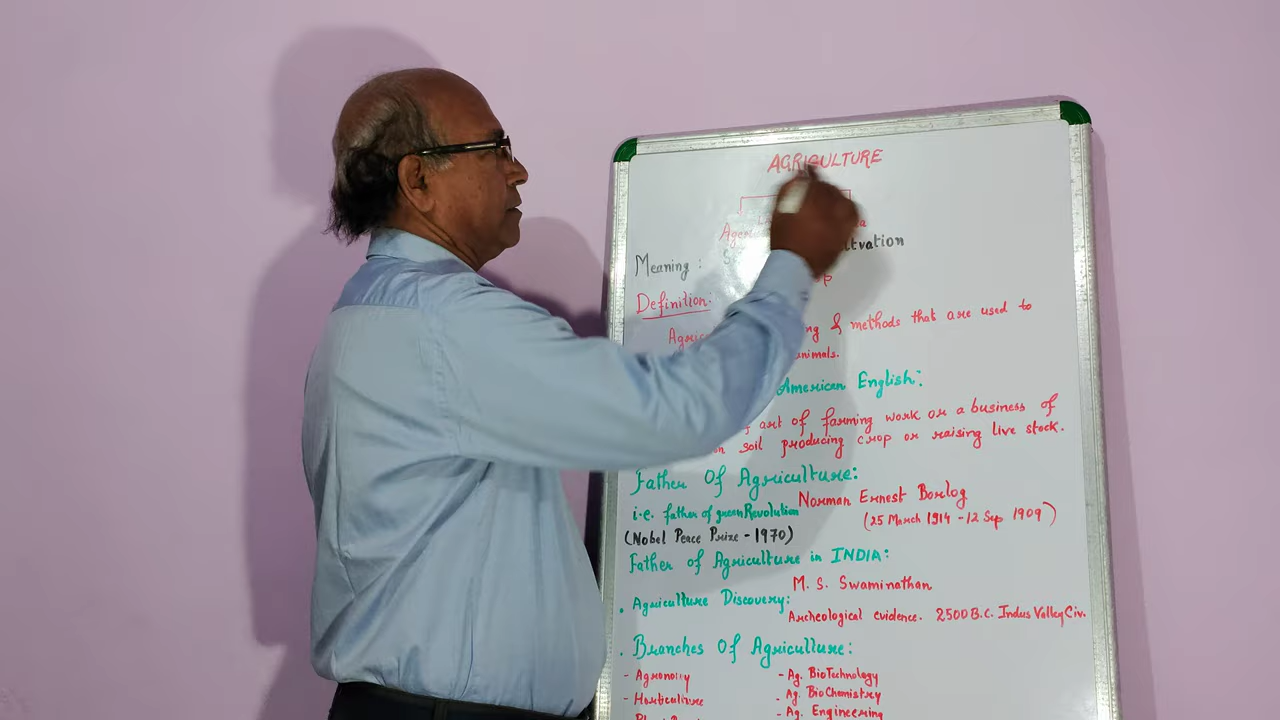 AGRICULTURE
Meaning : ltvation
Definition:
& methods that are used to
animals.
American English:
art of farming work or a business of
soil producing crop or raising live stock.
Father Of Agriculture:
Norman Ernest Borlog
i.e. father of green Revolution
(25 March 1914 - 12 Sep 1909)
(Nobel Peace Prize - 1970)
Father of Agriculture in INDIA:
M. S. Swaminathan
. Agriculture Discovery:
Archeological evidence. 2500 B.C. Indus Valley Civ.
. Branches Of Agriculture:
- Agronomy - Ag. BioTechnology
- Horticulture - Ag. BioChemistry
- Ag. Engineering